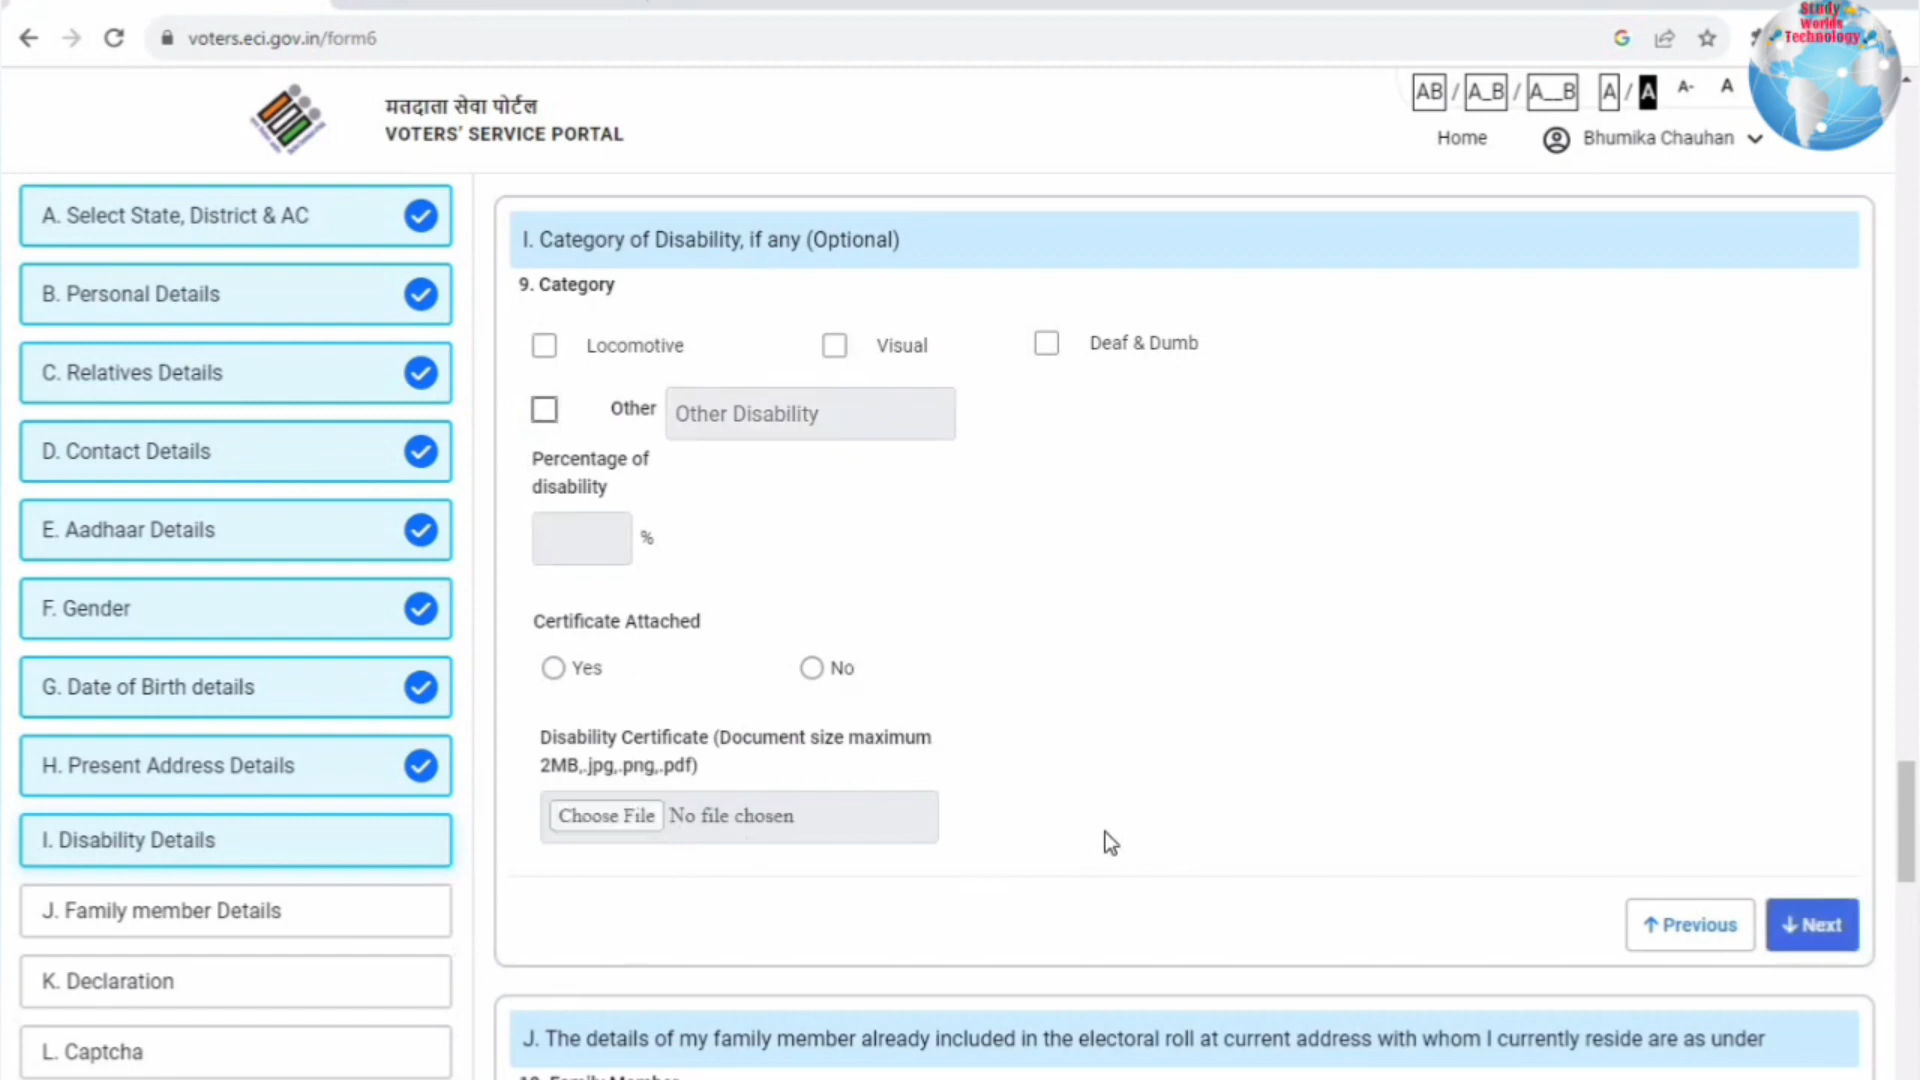 voters.eci.gov.in/form6
Study
Worlds
Technology
AB / A_B / A__B A / A A- A
मतदाता सेवा पोर्टल
VOTERS' SERVICE PORTAL
Home Bhumika Chauhan
A. Select State, District & AC
B. Personal Details
C. Relatives Details
D. Contact Details
E. Aadhaar Details
F. Gender
G. Date of Birth details
H. Present Address Details
I. Disability Details
J. Family member Details
K. Declaration
L. Captcha
I. Category of Disability, if any (Optional)
9. Category
Locomotive Visual Deaf & Dumb
Other Other Disability
Percentage of
disability
%
Certificate Attached
Yes No
Disability Certificate (Document size maximum
2MB,.jpg,.png,.pdf)
Choose File No file chosen
Previous Next
J. The details of my family member already included in the electoral roll at current address with whom I currently reside are as under